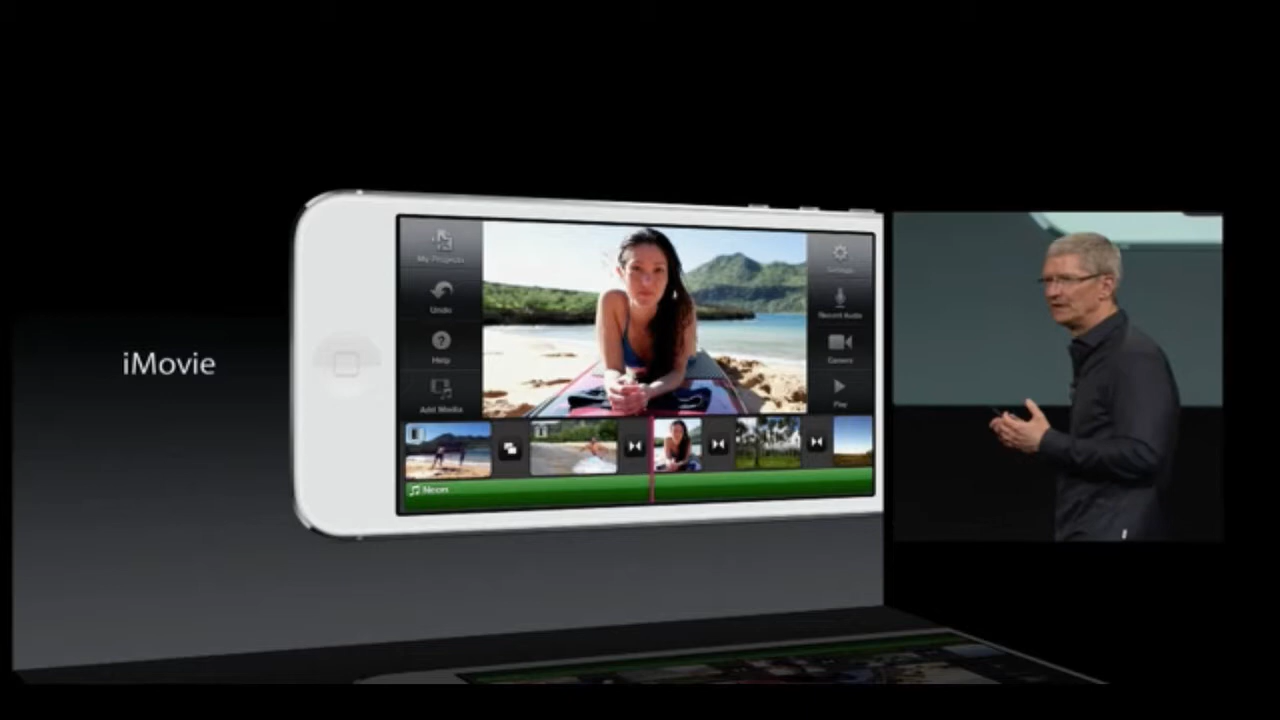 iMovie
My Projects
Undo
Help
Add Media
Settings
Record Audio
Camera
Play
Neon